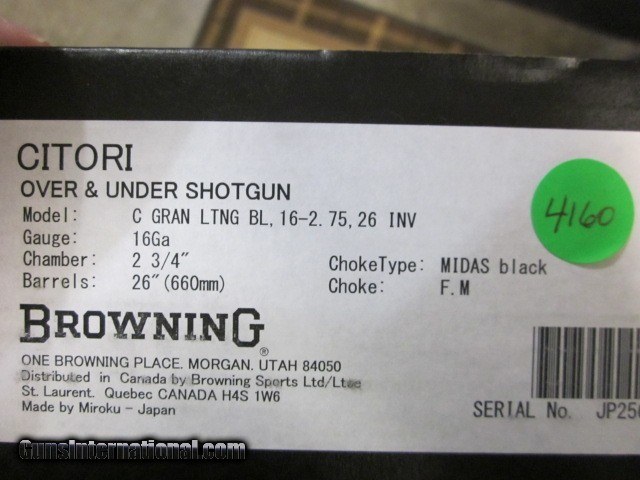 CITORI
OVER & UNDER SHOTGUN
Model: C GRAN LTNG BL, 16-2.75, 26 INV
Gauge: 16Ga
Chamber: 2 3/4"
Barrels: 26"(660mm)
ChokeType: MIDAS black
Choke: F.M
4160
BROWNING®
ONE BROWNING PLACE. MORGAN. UTAH 84050
Distributed in Canada by Browning Sports Ltd/Ltee
St. Laurent. Quebec CANADA H4S 1W6
Made by Miroku - Japan
SERIAL No. JP256
GunsInternational.com